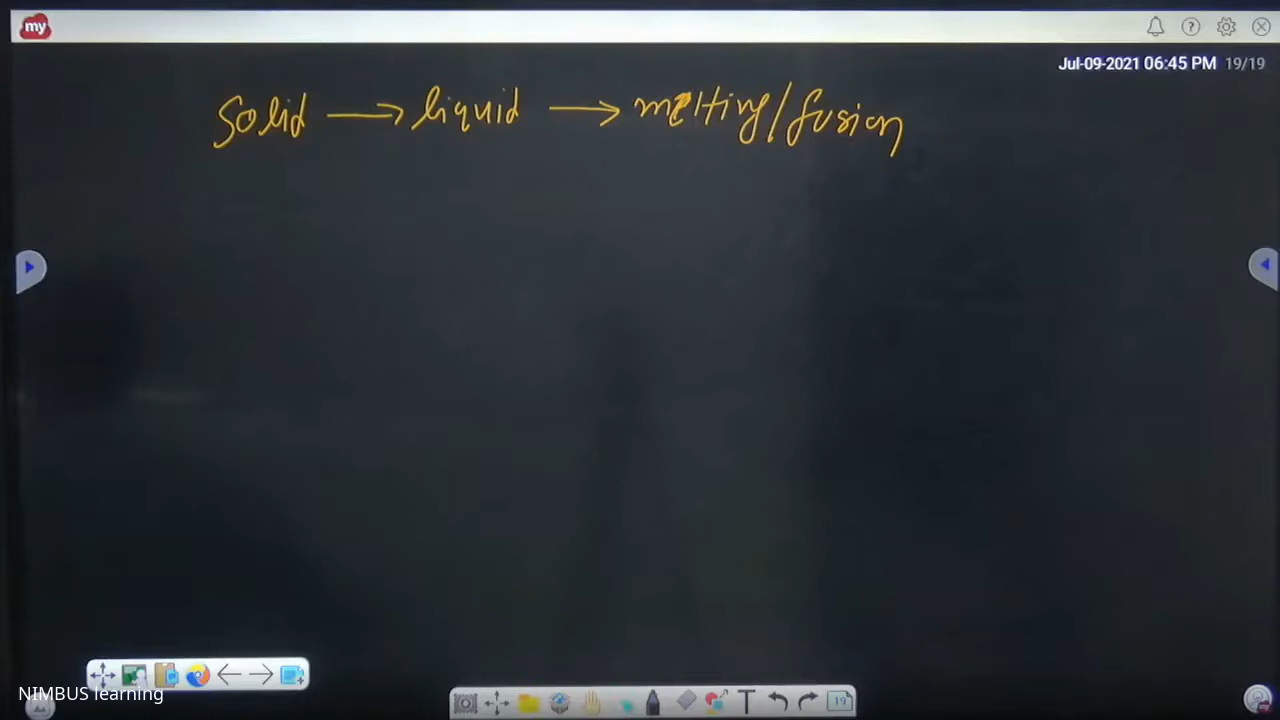 my
Jul-09-2021 06:45 PM 19/19
solid → liquid → melting/fusion
T
19
NIMBUS learning